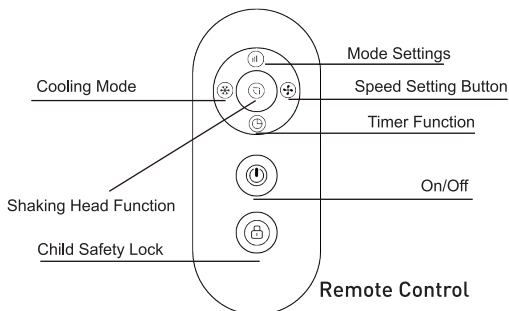 Mode Settings
Cooling Mode
Speed Setting Button
Timer Function
On/Off
Shaking Head Function
Child Safety Lock
Remote Control